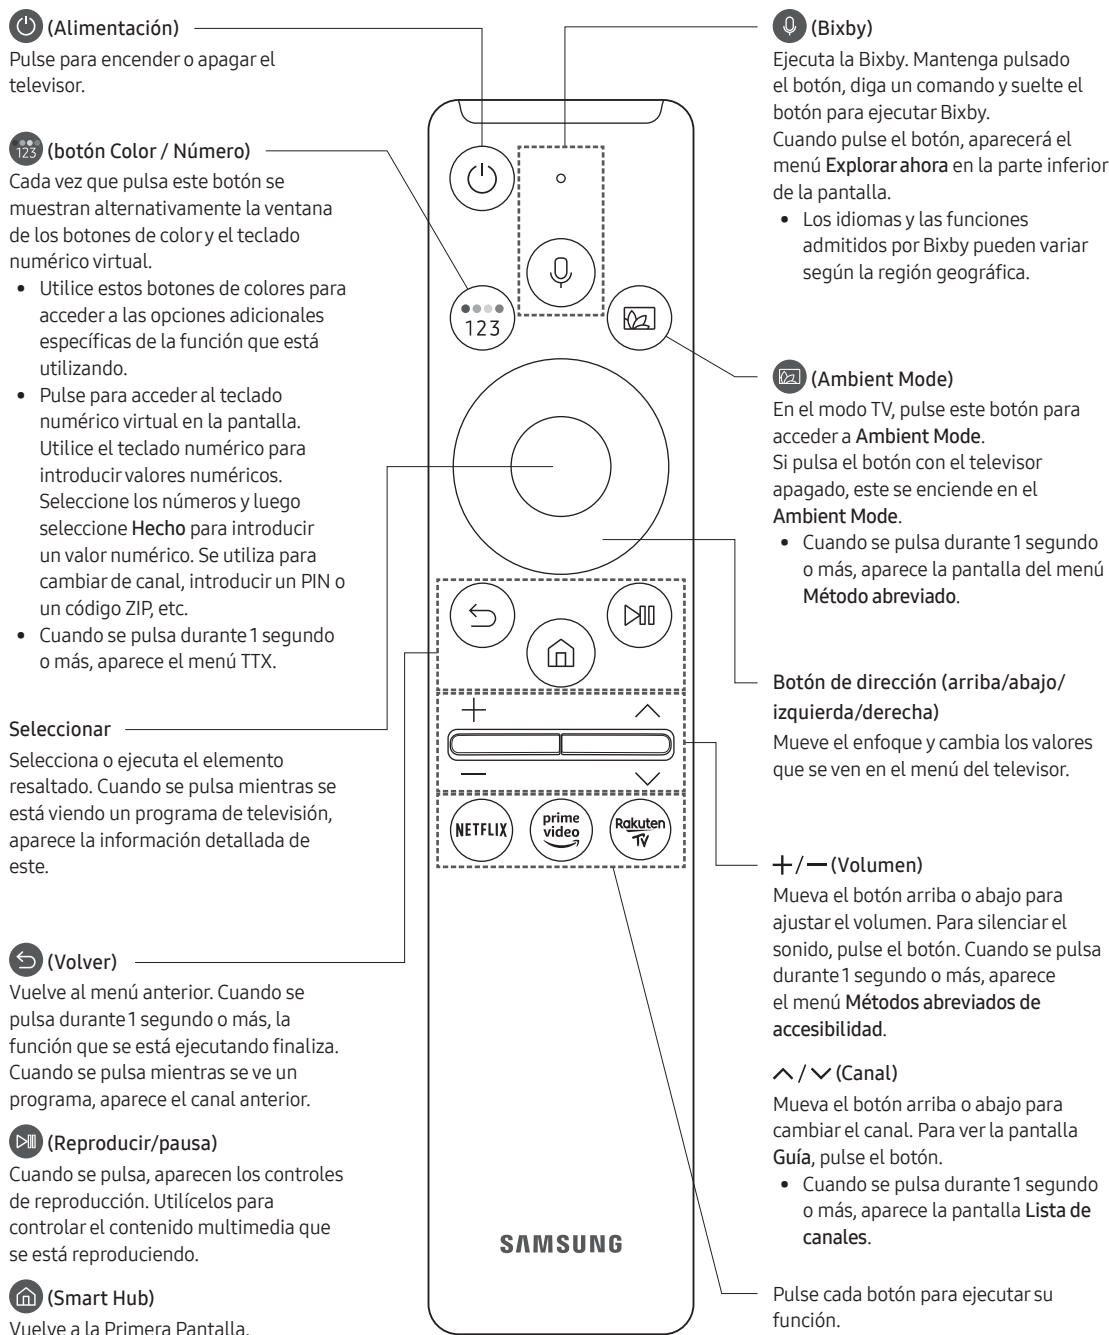 (Alimentación)
Pulse para encender o apagar el
televisor.
123 (botón Color / Número)
Cada vez que pulsa este botón se
muestran alternativamente la ventana
de los botones de color y el teclado
numérico virtual.
• Utilice estos botones de colores para
acceder a las opciones adicionales
específicas de la función que está
utilizando.
• Pulse para acceder al teclado
numérico virtual en la pantalla.
Utilice el teclado numérico para
introducir valores numéricos.
Seleccione los números y luego
seleccione Hecho para introducir
un valor numérico. Se utiliza para
cambiar de canal, introducir un PIN o
un código ZIP, etc.
• Cuando se pulsa durante 1 segundo
o más, aparece el menú TTX.
Seleccionar
Selecciona o ejecuta el elemento
resaltado. Cuando se pulsa mientras se
está viendo un programa de televisión,
aparece la información detallada de
este.
(Volver)
Vuelve al menú anterior. Cuando se
pulsa durante 1 segundo o más, la
función que se está ejecutando finaliza.
Cuando se pulsa mientras se ve un
programa, aparece el canal anterior.
(Reproducir/pausa)
Cuando se pulsa, aparecen los controles
de reproducción. Utilícelos para
controlar el contenido multimedia que
se está reproduciendo.
(Smart Hub)
Vuelve a la Primera Pantalla.
123
NETFLIX
prime
video
Rakuten
TV
SAMSUNG
(Bixby)
Ejecuta la Bixby. Mantenga pulsado
el botón, diga un comando y suelte el
botón para ejecutar Bixby.
Cuando pulse el botón, aparecerá el
menú Explorar ahora en la parte inferior
de la pantalla.
• Los idiomas y las funciones
admitidos por Bixby pueden variar
según la región geográfica.
(Ambient Mode)
En el modo TV, pulse este botón para
acceder a Ambient Mode.
Si pulsa el botón con el televisor
apagado, este se enciende en el
Ambient Mode.
• Cuando se pulsa durante 1 segundo
o más, aparece la pantalla del menú
Método abreviado.
Botón de dirección (arriba/abajo/
izquierda/derecha)
Mueve el enfoque y cambia los valores
que se ven en el menú del televisor.
+/— (Volumen)
Mueva el botón arriba o abajo para
ajustar el volumen. Para silenciar el
sonido, pulse el botón. Cuando se pulsa
durante 1 segundo o más, aparece
el menú Métodos abreviados de
accesibilidad.
/ (Canal)
Mueva el botón arriba o abajo para
cambiar el canal. Para ver la pantalla
Guía, pulse el botón.
• Cuando se pulsa durante 1 segundo
o más, aparece la pantalla Lista de
canales.
Pulse cada botón para ejecutar su
función.